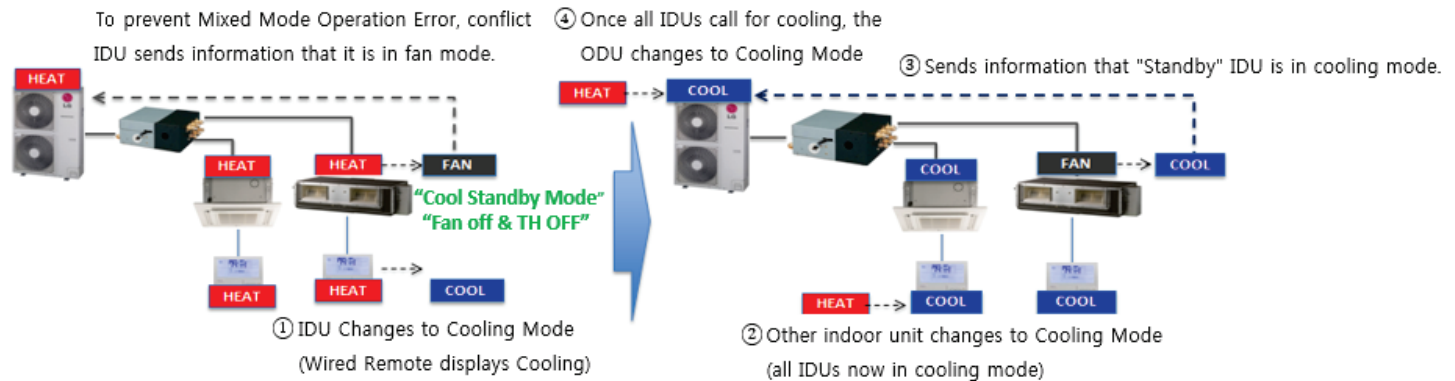 To prevent Mixed Mode Operation Error, conflict
IDU sends information that it is in fan mode.
HEAT
LG
HEAT
HEAT
FAN
"Cool Standby Mode"
"Fan off & TH OFF"
HEAT
HEAT
COOL
① IDU Changes to Cooling Mode
(Wired Remote displays Cooling)
④ Once all IDUs call for cooling, the
ODU changes to Cooling Mode
③ Sends information that "Standby" IDU is in cooling mode.
HEAT
COOL
LG
COOL
FAN
COOL
HEAT
COOL
COOL
② Other indoor unit changes to Cooling Mode
(all IDUs now in cooling mode)